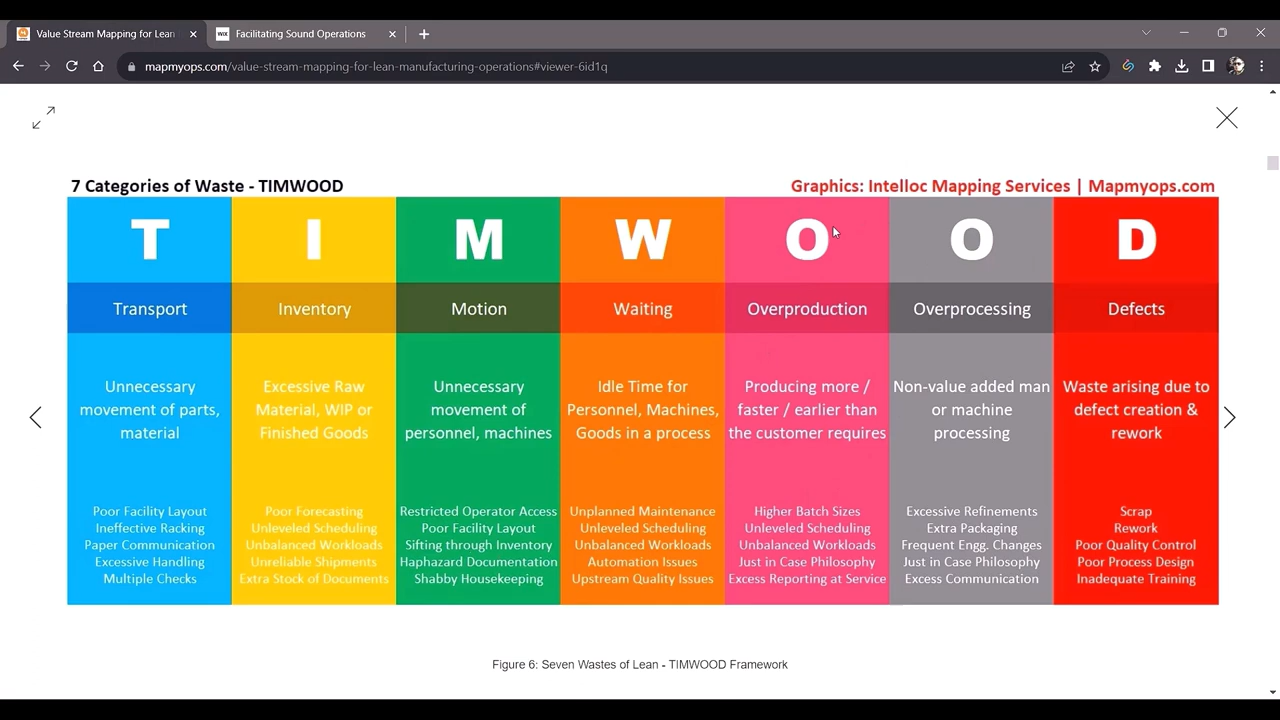 Value Stream Mapping for Lean
WiX Facilitating Sound Operations
mapmyops.com/value-stream-mapping-for-lean-manufacturing-operations#viewer-6id1q
7 Categories of Waste - TIMWOOD
Graphics: Intelloc Mapping Services | Mapmyops.com
T
Transport
Unnecessary
movement of parts,
material
Poor Facility Layout
Ineffective Racking
Paper Communication
Excessive Handling
Multiple Checks
I
Inventory
Excessive Raw
Material, WIP or
Finished Goods
Poor Forecasting
Unleveled Scheduling
Unbalanced Workloads
Unreliable Shipments
Extra Stock of Documents
M
Motion
Unnecessary
movement of
personnel, machines
Restricted Operator Access
Poor Facility Layout
Sifting through Inventory
Haphazard Documentation
Shabby Housekeeping
W
Waiting
Idle Time for
Personnel, Machines,
Goods in a process
Unplanned Maintenance
Unleveled Scheduling
Unbalanced Workloads
Automation Issues
Upstream Quality Issues
O
Overproduction
Producing more /
faster / earlier than
the customer requires
Higher Batch Sizes
Unleveled Scheduling
Unbalanced Workloads
Just in Case Philosophy
Excess Reporting at Service
O
Overprocessing
Non-value added man
or machine
processing
Excessive Refinements
Extra Packaging
Frequent Engg. Changes
Just in Case Philosophy
Excess Communication
D
Defects
Waste arising due to
defect creation &
rework
Scrap
Rework
Poor Quality Control
Poor Process Design
Inadequate Training
Figure 6: Seven Wastes of Lean - TIMWOOD Framework